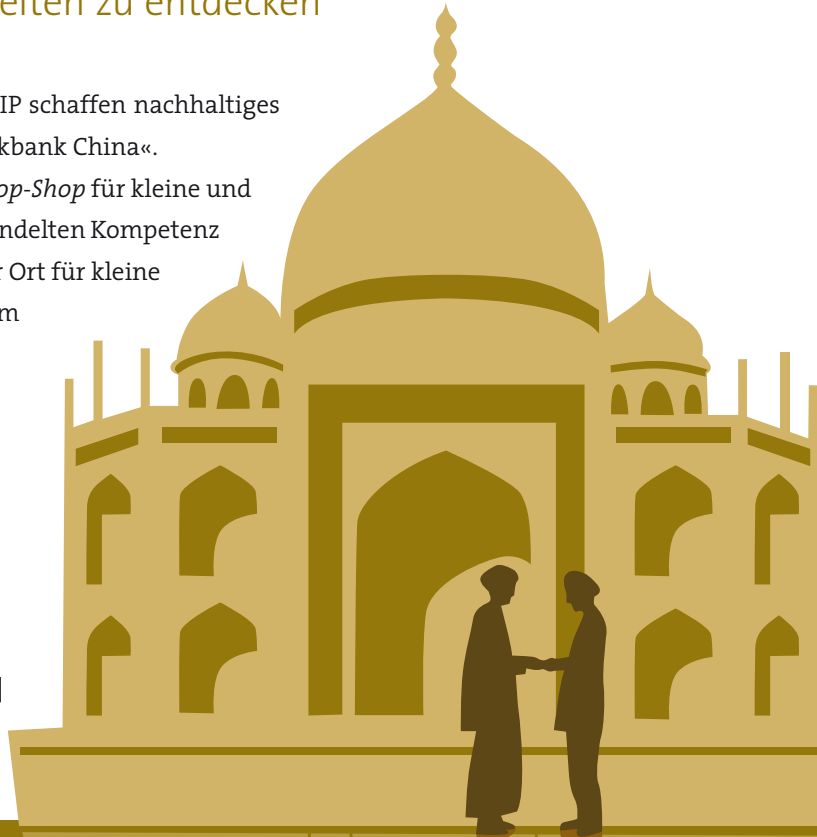 eiten zu entdecken
IP schaffen nachhaltiges
kbank China«.
op-Shop für kleine und
ndelten Kompetenz
r Ort für kleine
m